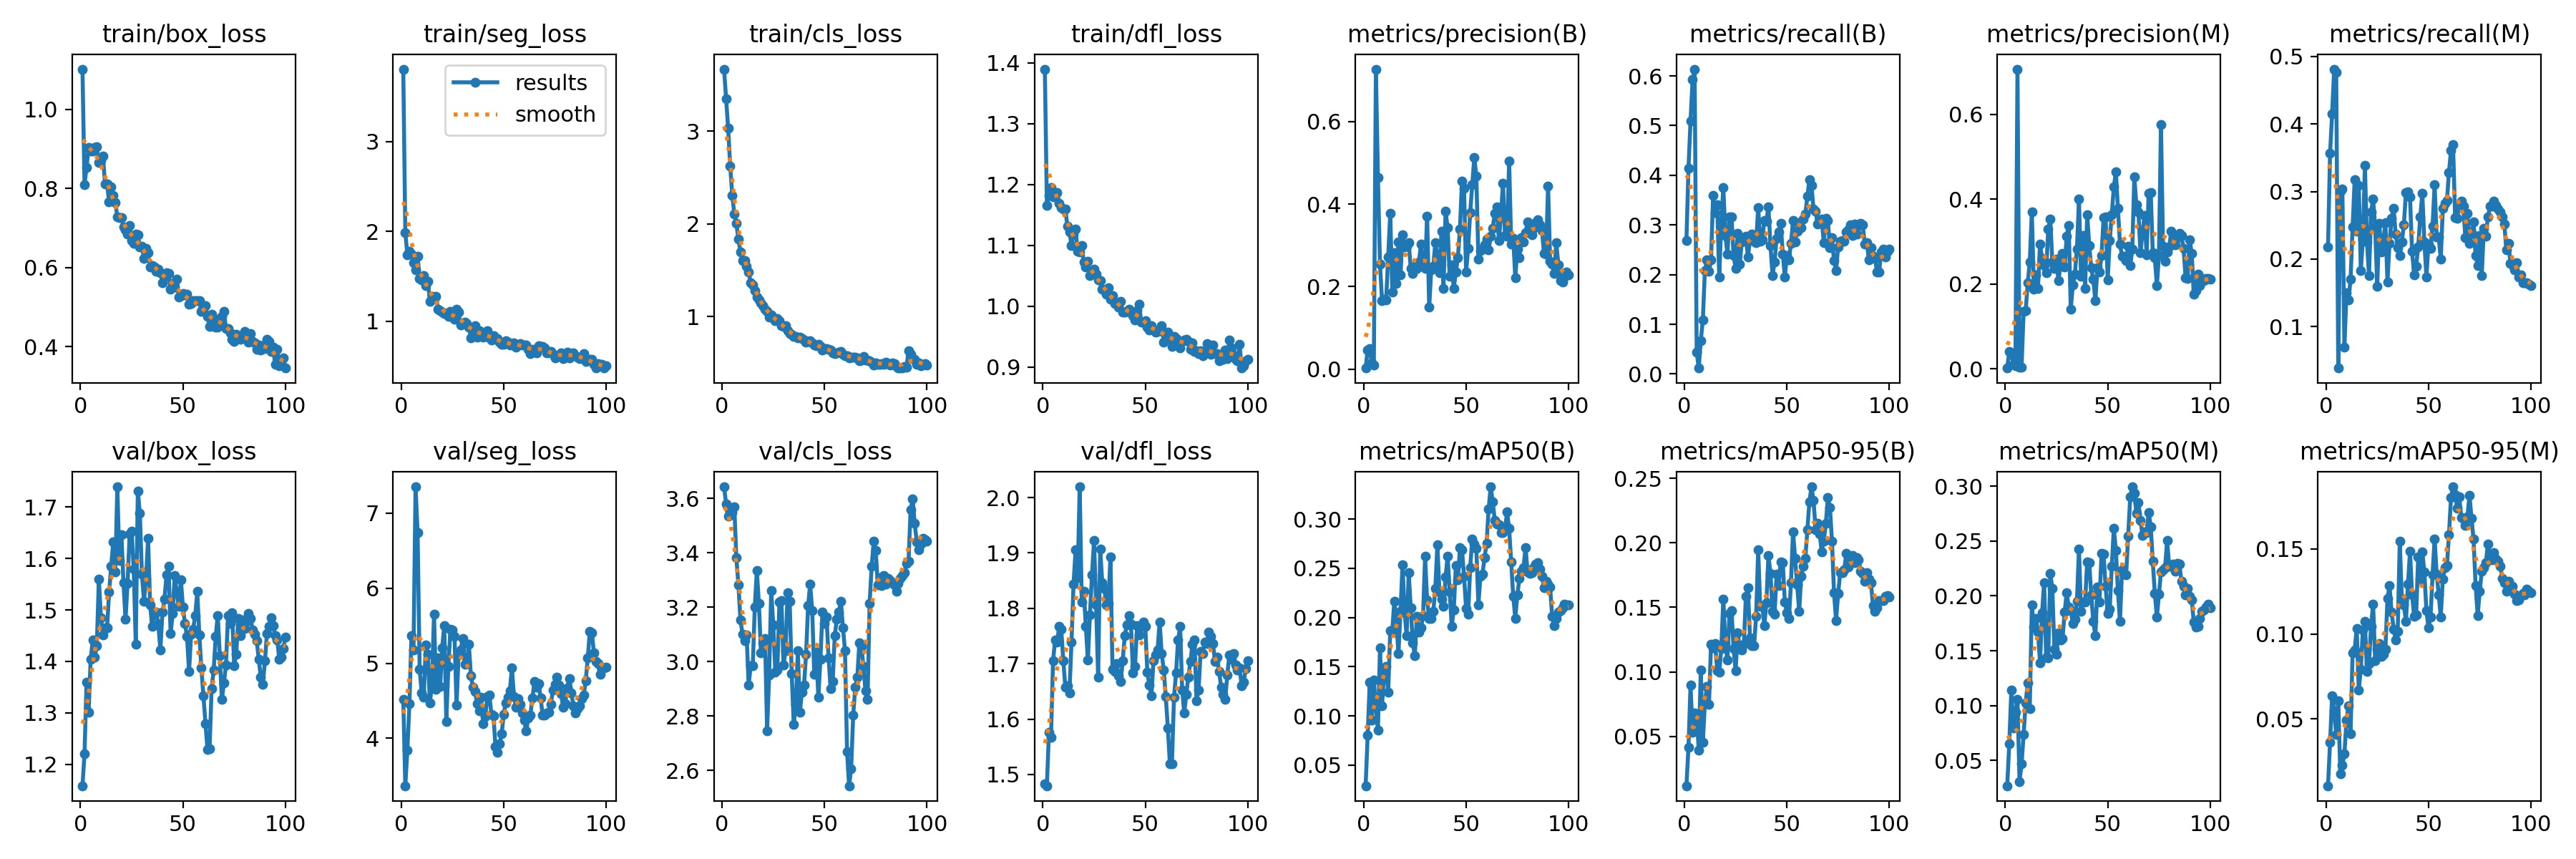 train/box_loss
1.0
0.8
0.6
0.4
0 50 100
train/seg_loss
results
smooth
3
2
1
0 50 100
train/cls_loss
3
2
1
0 50 100
train/dfl_loss
1.4
1.3
1.2
1.1
1.0
0.9
0 50 100
metrics/precision(B)
0.6
0.4
0.2
0.0
0 50 100
metrics/recall(B)
0.6
0.5
0.4
0.3
0.2
0.1
0.0
0 50 100
metrics/precision(M)
0.6
0.4
0.2
0.0
0 50 100
metrics/recall(M)
0.5
0.4
0.3
0.2
0.1
0 50 100
val/box_loss
1.7
1.6
1.5
1.4
1.3
1.2
0 50 100
val/seg_loss
7
6
5
4
0 50 100
val/cls_loss
3.6
3.4
3.2
3.0
2.8
2.6
0 50 100
val/dfl_loss
2.0
1.9
1.8
1.7
1.6
1.5
0 50 100
metrics/mAP50(B)
0.30
0.25
0.20
0.15
0.10
0.05
0 50 100
metrics/mAP50-95(B)
0.25
0.20
0.15
0.10
0.05
0 50 100
metrics/mAP50(M)
0.30
0.25
0.20
0.15
0.10
0.05
0 50 100
metrics/mAP50-95(M)
0.15
0.10
0.05
0 50 100